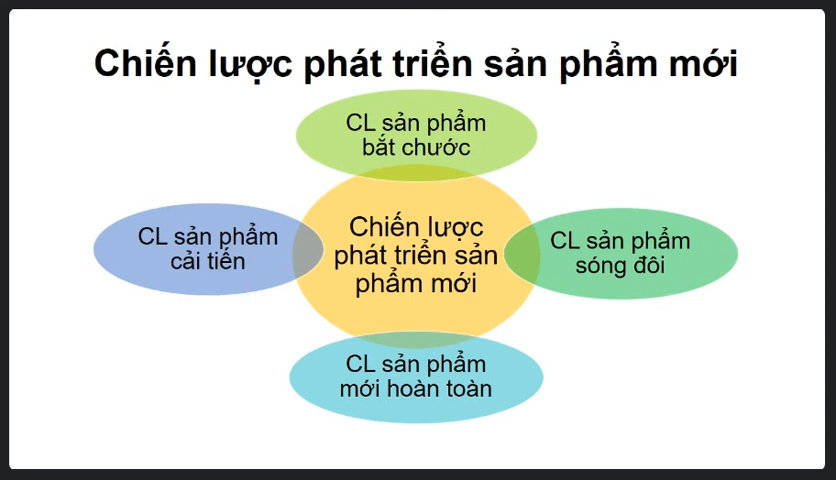 Chiến lược phát triển sản phẩm mới
CL sản phẩm
bắt chước
CL sản phẩm
cải tiến
Chiến lược
phát triển sản
phẩm mới
CL sản phẩm
sóng đôi
CL sản phẩm
mới hoàn toàn